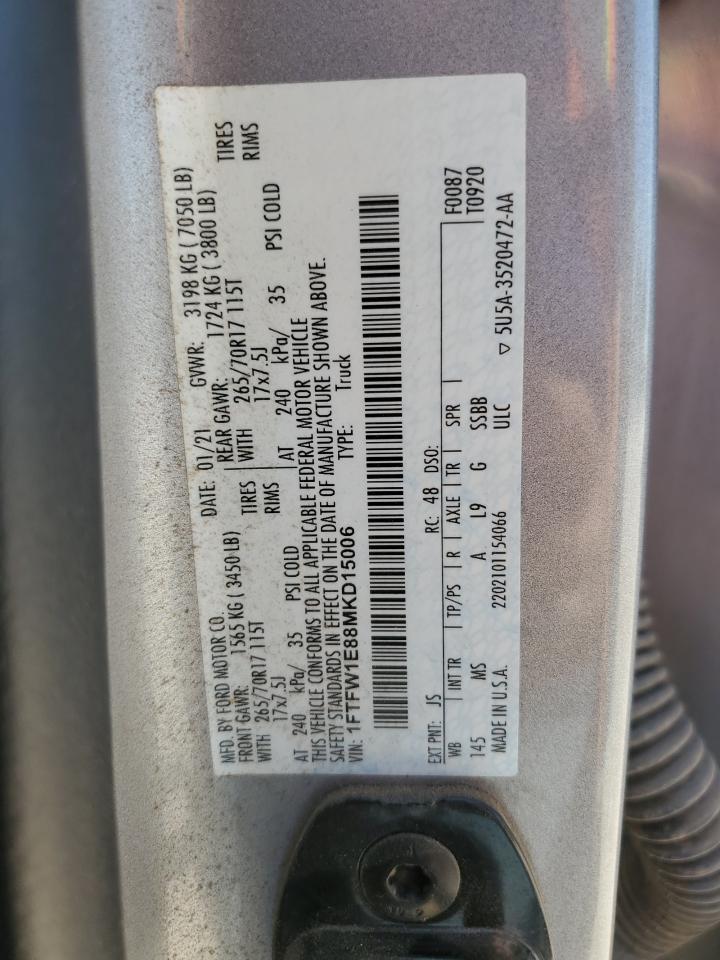 MFD. BY FORD MOTOR CO. DATE: 01/21 GVWR: 3198 KG ( 7050 LB)
FRONT GAWR: 1565 KG ( 3450 LB) REAR GAWR: 1724 KG ( 3800 LB)
WITH 265/70R17 115T TIRES WITH 265/70R17 115T TIRES
17x7.5J RIMS 17x7.5J RIMS
AT 240 kPa/ 35 PSI COLD AT 240 kPa/ 35 PSI COLD
THIS VEHICLE CONFORMS TO ALL APPLICABLE FEDERAL MOTOR VEHICLE
SAFETY STANDARDS IN EFFECT ON THE DATE OF MANUFACTURE SHOWN ABOVE.
VIN: 1FTFW1E88MKD15006 TYPE: Truck
EXT PNT: JS RC: 48 DSO: F0087
WB INT TR TP/PS R AXLE TR SPR T0920
145 MS A L9 G SSBB
MADE IN U.S.A. 2202101154066 ULC ▽ 5U5A-3520472-AA